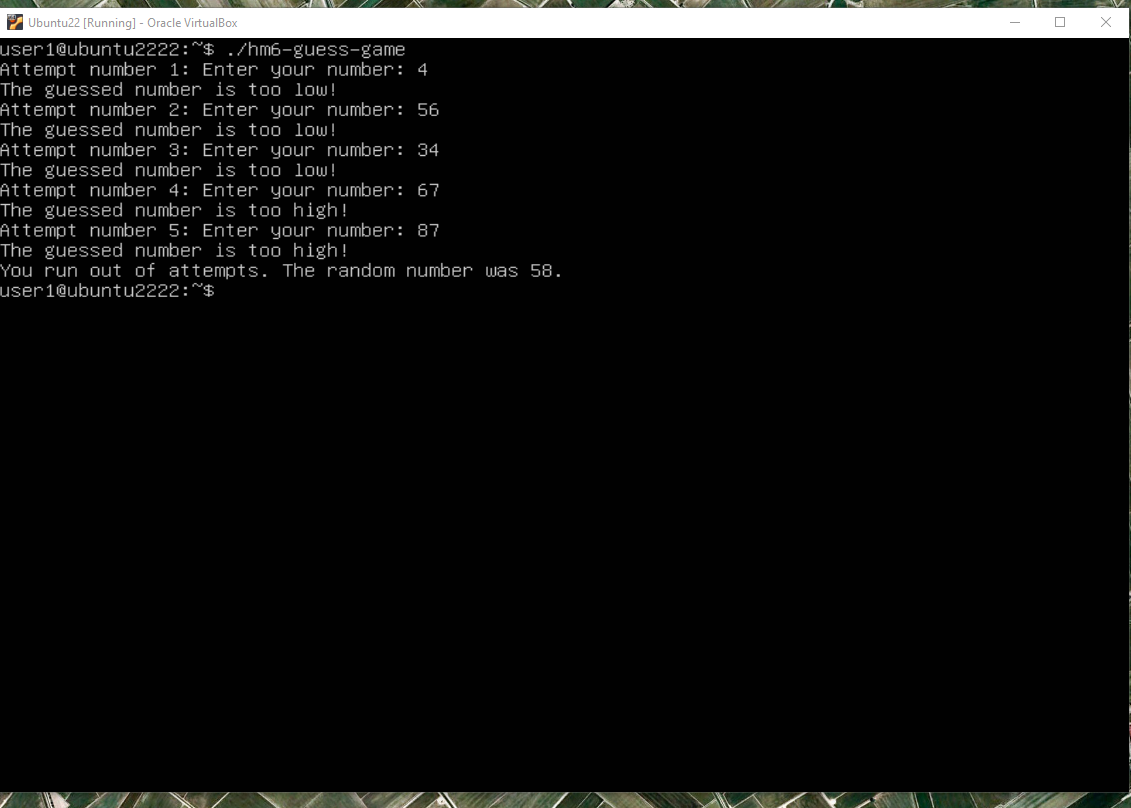 Ubuntu22 [Running] - Oracle VirtualBox
user1@ubuntu2222:~$ ./hm6-guess-game
Attempt number 1: Enter your number: 4
The guessed number is too low!
Attempt number 2: Enter your number: 56
The guessed number is too low!
Attempt number 3: Enter your number: 34
The guessed number is too low!
Attempt number 4: Enter your number: 67
The guessed number is too high!
Attempt number 5: Enter your number: 87
The guessed number is too high!
You run out of attempts. The random number was 58.
user1@ubuntu2222:~$